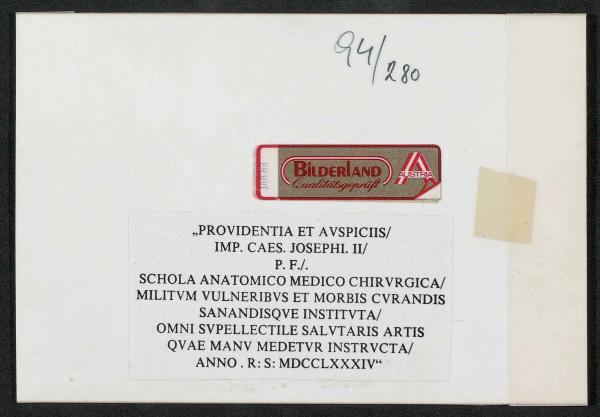 94/280
BILDERLAND
Qualitätsgeprüft
AUSTRIA
„PROVIDENTIA ET AVSPICIIS/
IMP. CAES. JOSEPHI. II/
P. F./.
SCHOLA ANATOMICO MEDICO CHIRVRGICA/
MILITVM VULNERIBVS ET MORBIS CVRANDIS
SANANDISQVE INSTITVTA/
OMNI SVPELLECTILE SALVTARIS ARTIS
QVAE MANV MEDETVR INSTRVCTA/
ANNO . R: S: MDCCLXXXIV“